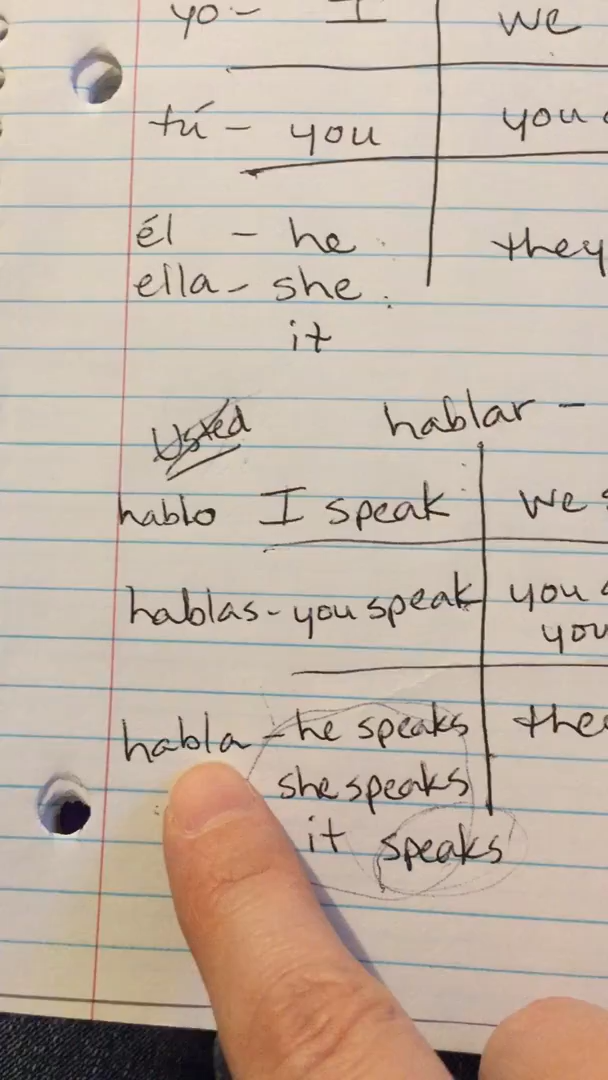 yo - I we
tú - you you
él - he they
ella - she
it
Usted hablar -
hablo I speak we
hablas - you speak you
you
habla - he speaks
she speaks
it speaks